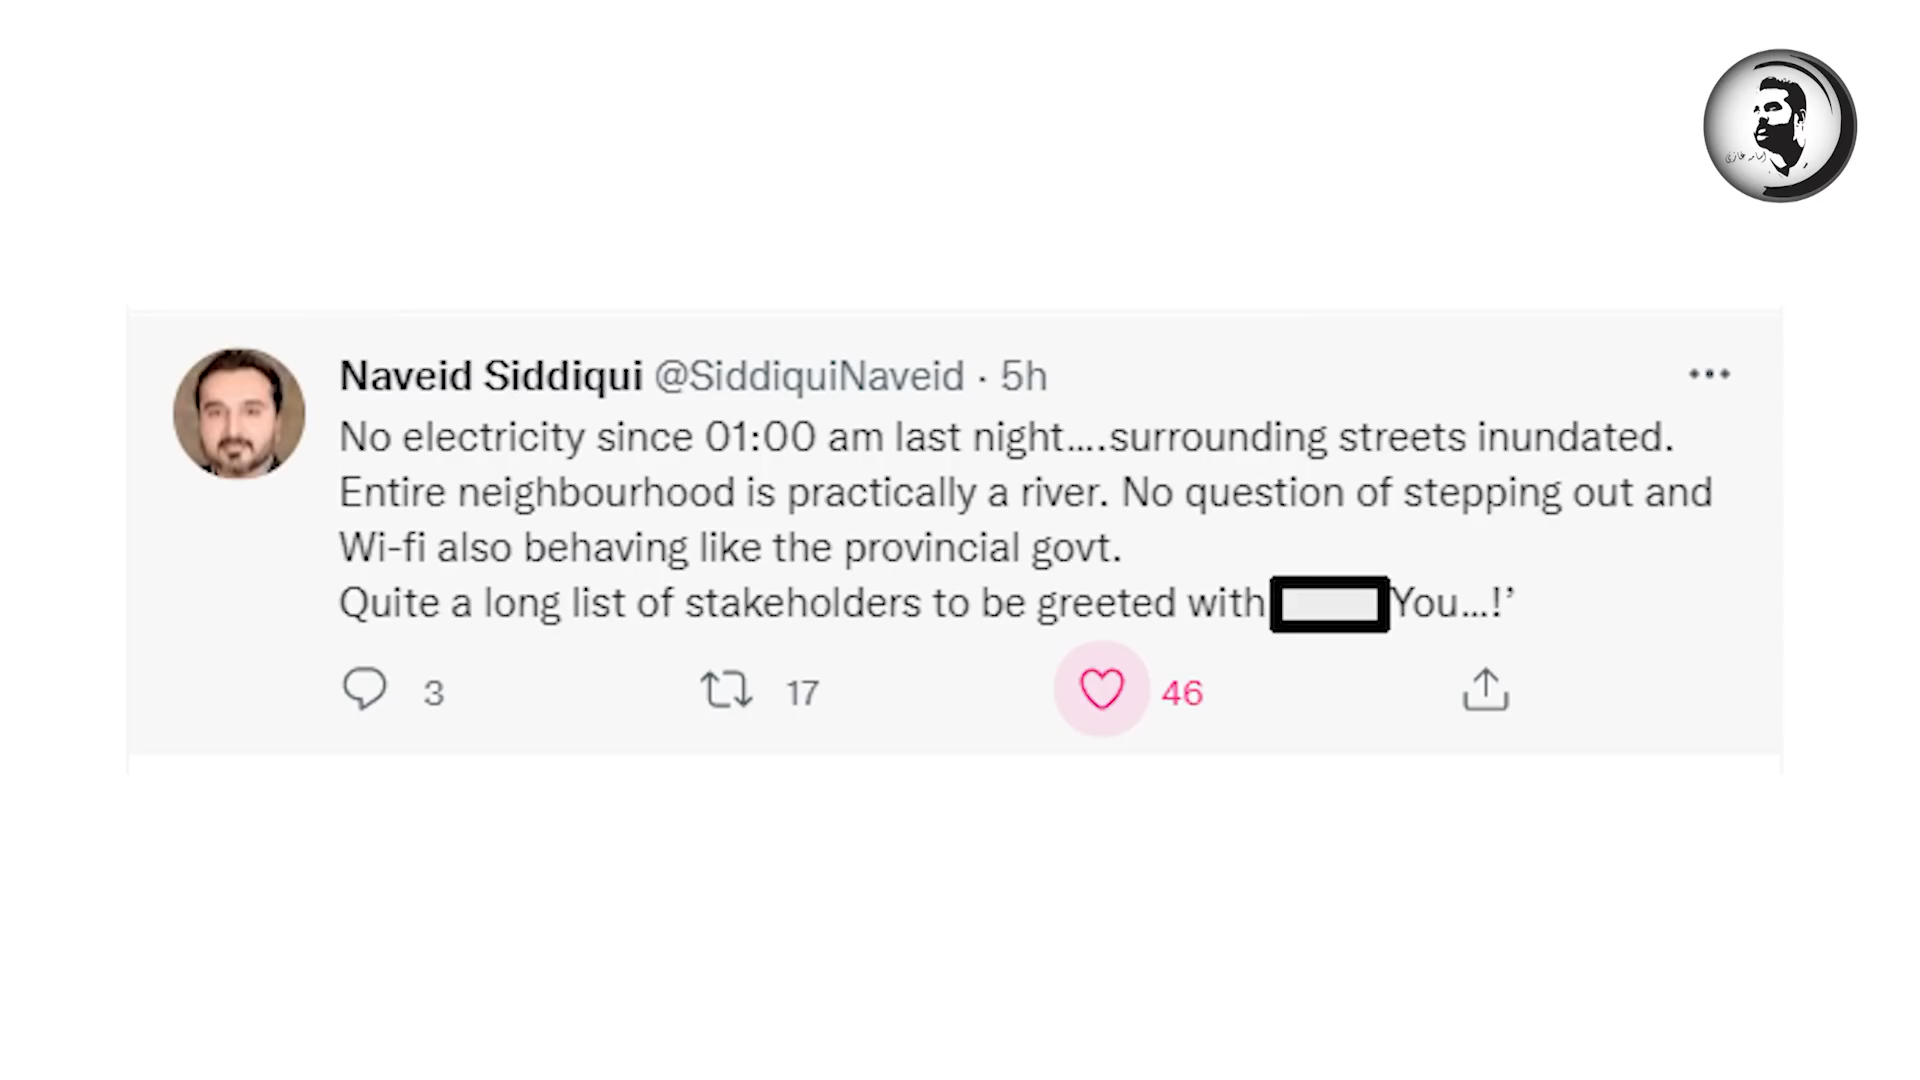 اسامہ غازی
Naveid Siddiqui @SiddiquiNaveid · 5h
No electricity since 01:00 am last night....surrounding streets inundated.
Entire neighbourhood is practically a river. No question of stepping out and
Wi-fi also behaving like the provincial govt.
Quite a long list of stakeholders to be greeted with You...!’
3 17 46